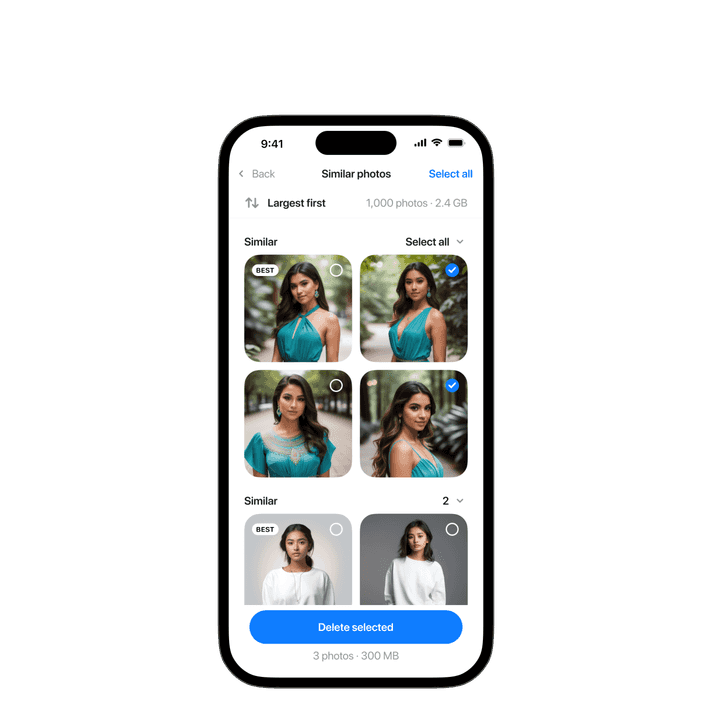 9:41
Back Similar photos Select all
Largest first 1,000 photos · 2.4 GB
Similar Select all
BEST
Similar 2
BEST
Delete selected
3 photos · 300 MB